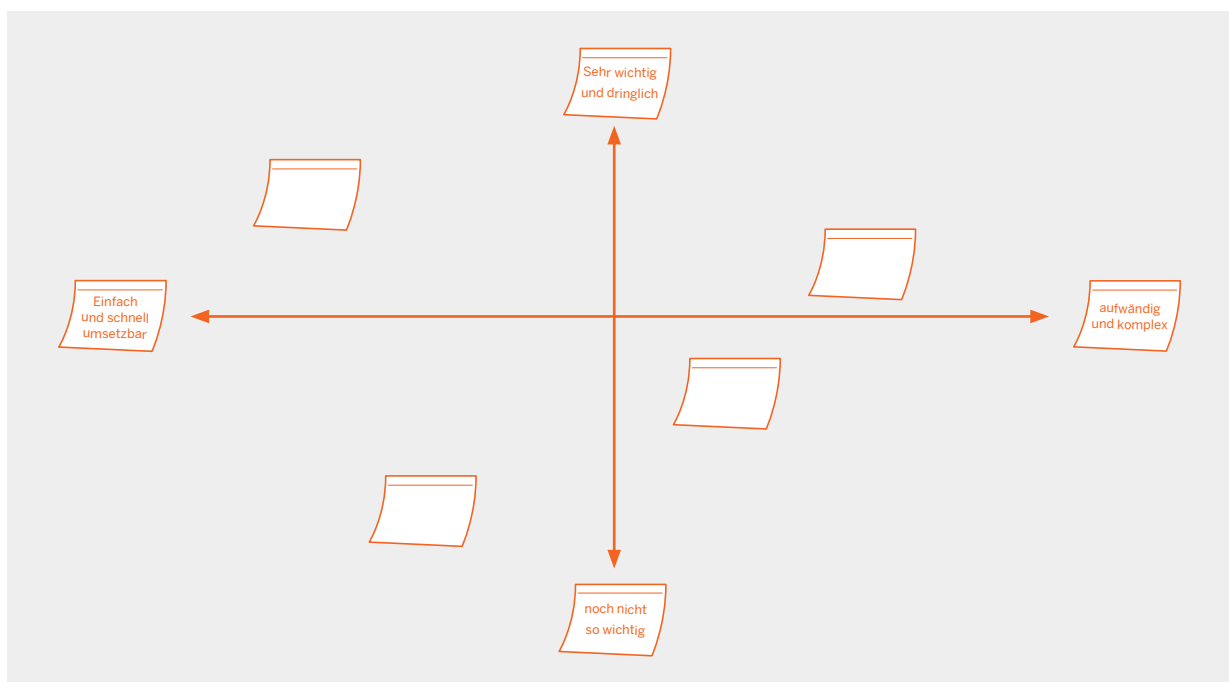 Sehr wichtig
und dringlich
Einfach
und schnell
umsetzbar
aufwändig
und komplex
noch nicht
so wichtig